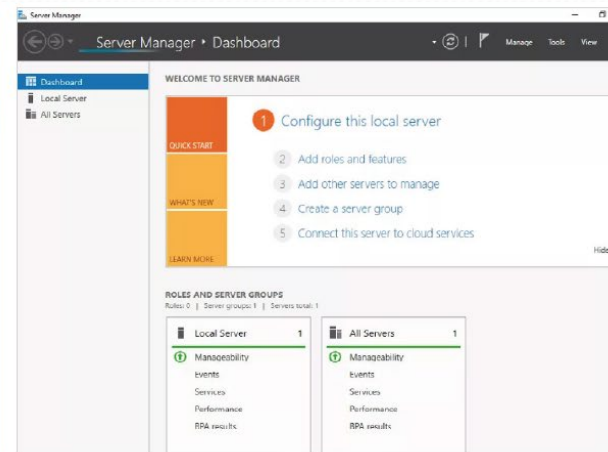 Server Manager
Server Manager • Dashboard
Manage Tools View
Dashboard
Local Server
All Servers
WELCOME TO SERVER MANAGER
QUICK START
WHAT'S NEW
LEARN MORE
1 Configure this local server
2 Add roles and features
3 Add other servers to manage
4 Create a server group
5 Connect this server to cloud services
Hide
ROLES AND SERVER GROUPS
Roles: 0 | Server groups: 1 | Servers total: 1
Local Server 1
Manageability
Events
Services
Performance
BPA results
All Servers 1
Manageability
Events
Services
Performance
BPA results